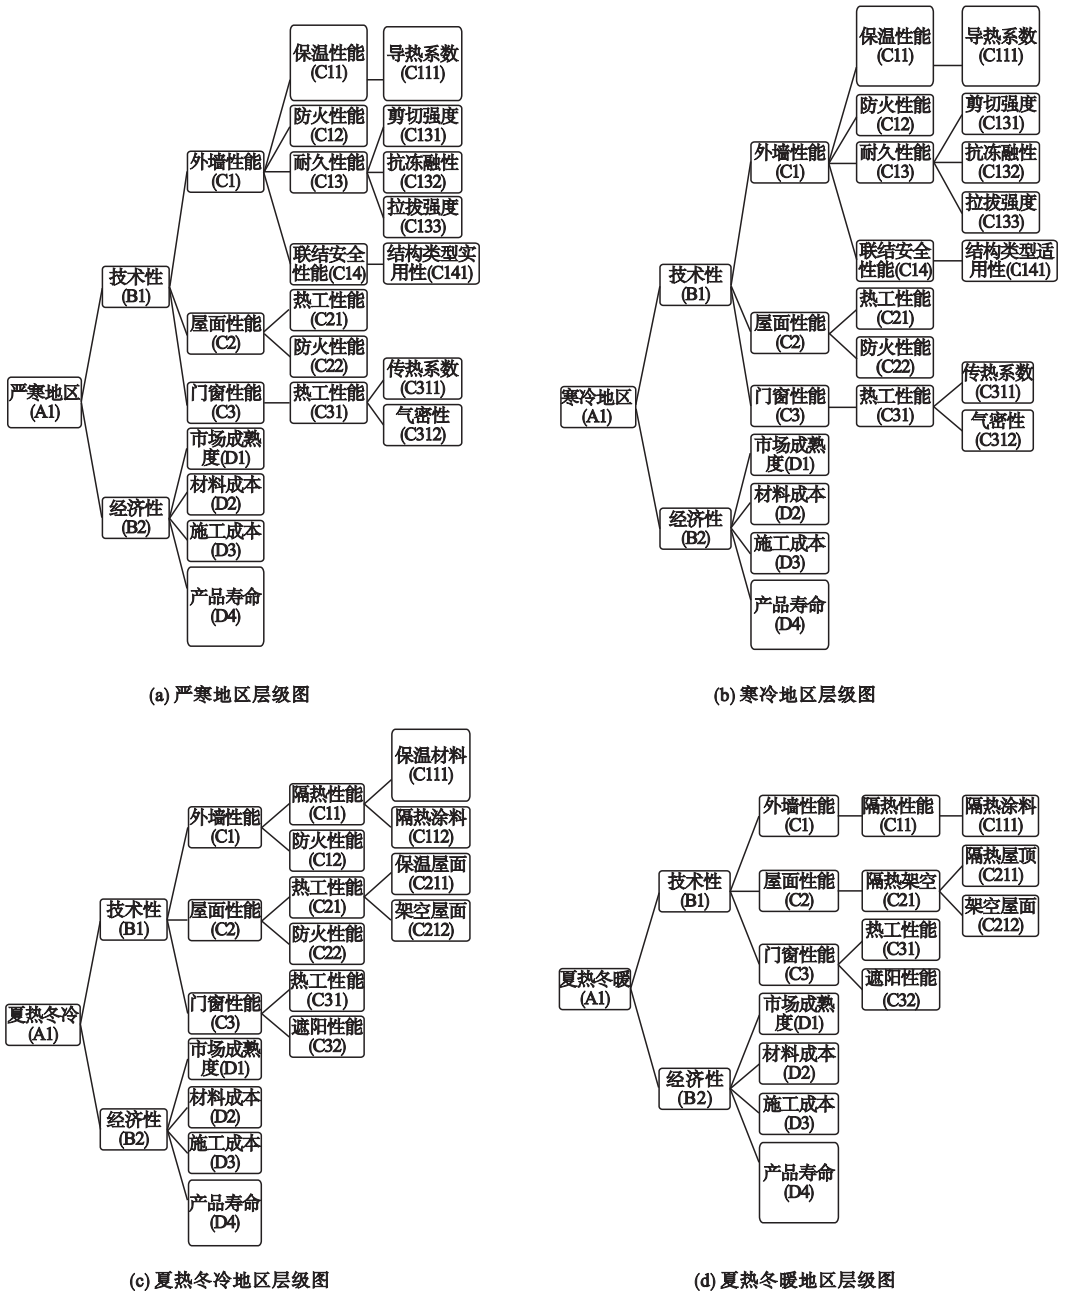 保温性能
(C11)
导热系数
(C111)
防火性能
(C12)
剪切强度
(C131)
外墙性能
(C1)
耐久性能
(C13)
抗冻融性
(C132)
拉拔强度
(C133)
联结安全
性能(C14)
结构类型实
用性(C141)
技术性
(B1)
热工性能
(C21)
屋面性能
(C2)
防火性能
(C22)
传热系数
(C311)
严寒地区
(A1)
门窗性能
(C3)
热工性能
(C31)
气密性
(C312)
市场成熟
度(D1)
材料成本
(D2)
经济性
(B2)
施工成本
(D3)
产品寿命
(D4)
(a) 严寒地区层级图
保温性能
(C11)
导热系数
(C111)
防火性能
(C12)
剪切强度
(C131)
外墙性能
(C1)
耐久性能
(C13)
抗冻融性
(C132)
拉拔强度
(C133)
联结安全
性能(C14)
结构类型适
用性(C141)
技术性
(B1)
热工性能
(C21)
屋面性能
(C2)
防火性能
(C22)
传热系数
(C311)
寒冷地区
(A1)
门窗性能
(C3)
热工性能
(C31)
气密性
(C312)
市场成熟
度(D1)
材料成本
(D2)
经济性
(B2)
施工成本
(D3)
产品寿命
(D4)
(b) 寒冷地区层级图
保温材料
(C111)
隔热性能
(C11)
外墙性能
(C1)
隔热涂料
(C112)
防火性能
(C12)
保温屋面
(C211)
热工性能
(C21)
技术性
(B1)
屋面性能
(C2)
架空屋面
(C212)
防火性能
(C22)
热工性能
(C31)
夏热冬冷
(A1)
门窗性能
(C3)
遮阳性能
(C32)
市场成熟
度(D1)
材料成本
(D2)
经济性
(B2)
施工成本
(D3)
产品寿命
(D4)
(c) 夏热冬冷地区层级图
外墙性能
(C1)
隔热性能
(C11)
隔热涂料
(C111)
隔热屋顶
(C211)
技术性
(B1)
屋面性能
(C2)
隔热架空
(C21)
架空屋面
(C212)
热工性能
(C31)
门窗性能
(C3)
遮阳性能
(C32)
夏热冬暖
(A1)
市场成熟
度(D1)
材料成本
(D2)
经济性
(B2)
施工成本
(D3)
产品寿命
(D4)
(d) 夏热冬暖地区层级图